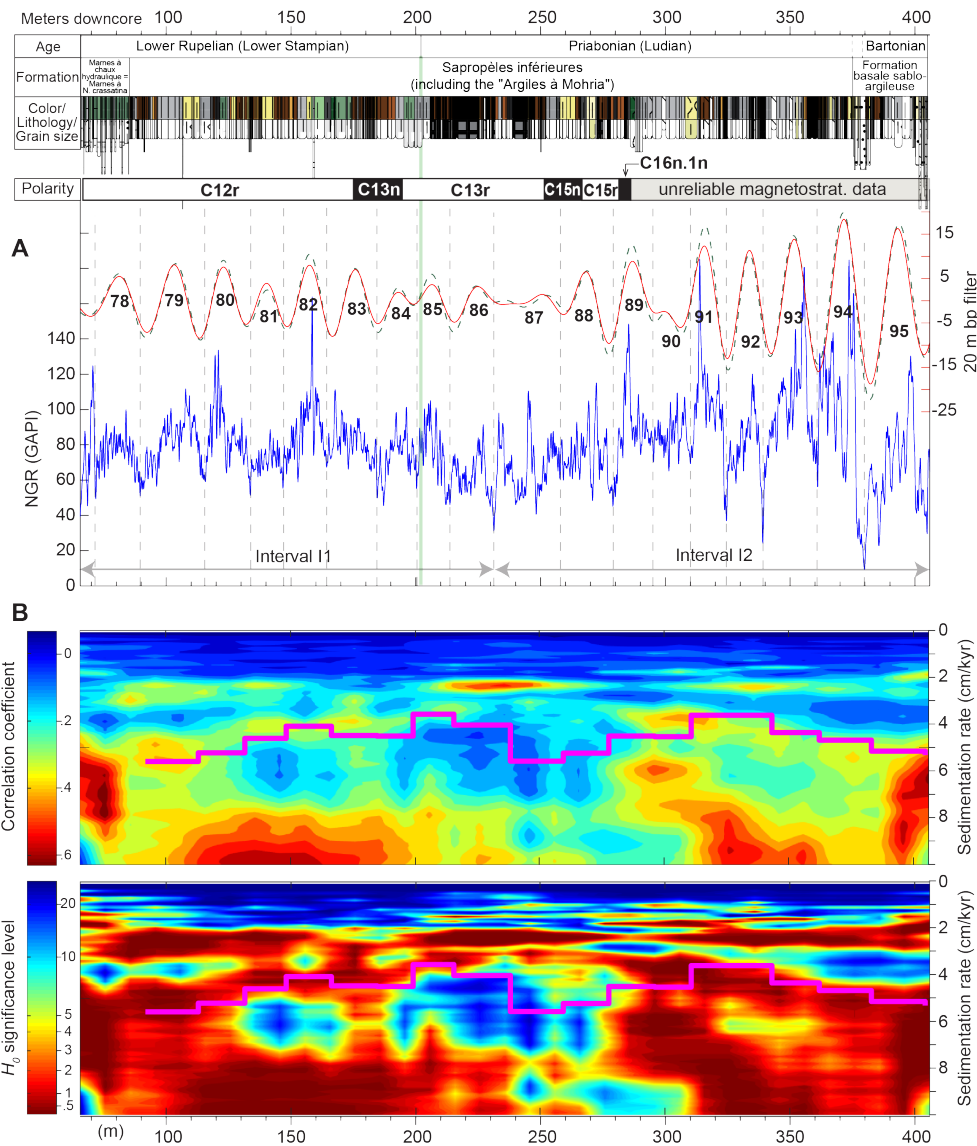 Meters downcore 100 150 200 250 300 350 400
Age Lower Rupelian (Lower Stampian) Priabonian (Ludian) Bartonian
Formation
Marnes à
chaux
hydraulique =
Marnes à
N. crassatina
Sapropèles inférieures
(including the "Argiles à Mohria")
Formation
basale sablo-
argileuse
Color/
Lithology/
Grain size
C16n.1n
Polarity C12r C13n C13r C15n C15r unreliable magnetostrat. data
A
78 79 80 81 82 83 84 85 86 87 88 89 90 91 92 93 94 95
15
5
-5
-15
-25
20 m bp filter
140
120
100
80
60
40
20
0
NGR (GAPI)
Interval I1 Interval I2
B
0
-2
-4
-6
Correlation coefficient
0
2
4
6
8
Sedimentation rate (cm/kyr)
20
10
5
4
3
2
1
.5
H0 significance level
0
2
4
6
8
Sedimentation rate (cm/kyr)
(m) 100 150 200 250 300 350 400